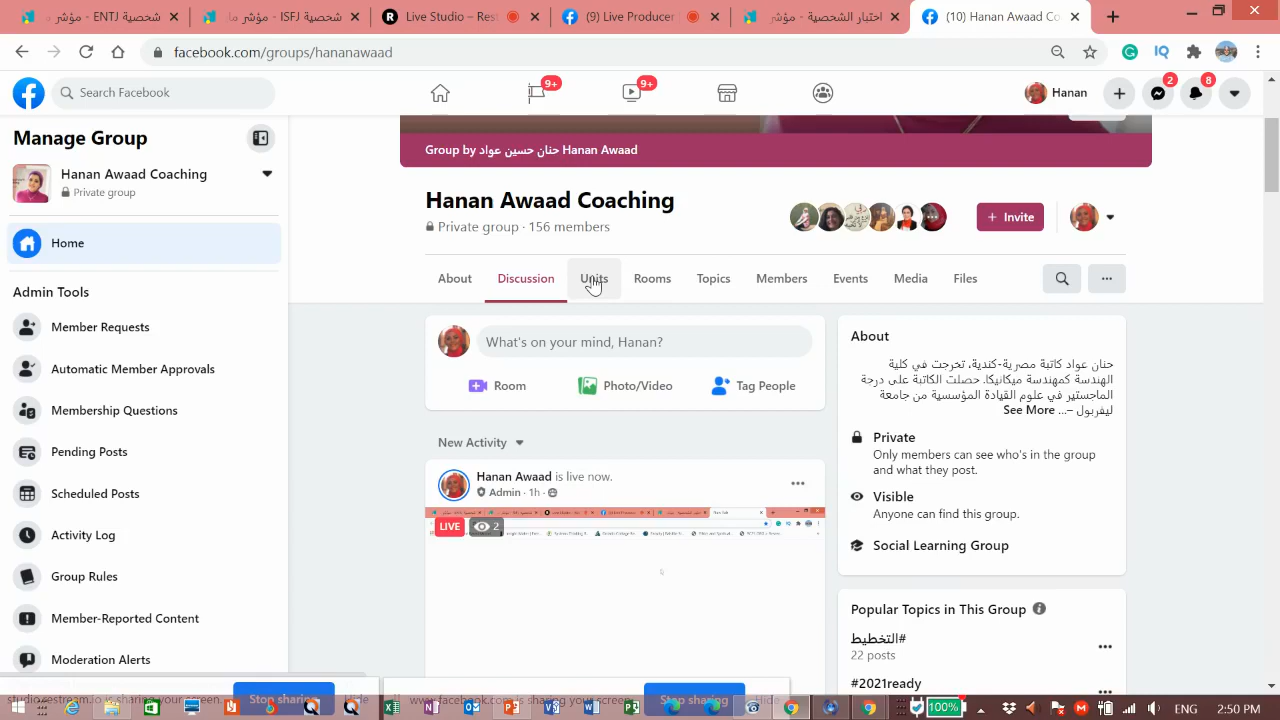 شخصية ENTJ - مؤشر
شخصية ISFJ - مؤشر
Live Studio – Rest
(9) Live Producer
اختبار الشخصية - مؤشر
(10) Hanan Awaad Co
facebook.com/groups/hananawaad
Search Facebook
9+
9+
Hanan
2
8
Manage Group
Hanan Awaad Coaching
Private group
Home
Admin Tools
Member Requests
Automatic Member Approvals
Membership Questions
Pending Posts
Scheduled Posts
Activity Log
Group Rules
Member-Reported Content
Moderation Alerts
Group by حنان حسين عواد Hanan Awaad
Hanan Awaad Coaching
Private group · 156 members
+ Invite
About
Discussion
Units
Rooms
Topics
Members
Events
Media
Files
What's on your mind, Hanan?
Room
Photo/Video
Tag People
New Activity
Hanan Awaad is live now.
Admin · 1h ·
LIVE
2
About
حنان عواد كاتبة مصرية-كندية، تخرجت في كلية
الهندسة كمهندسة ميكانيكا. حصلت الكاتبة على درجة
الماجستير في علوم القيادة المؤسسية من جامعة
ليفربول –... See More
Private
Only members can see who's in the group
and what they post.
Visible
Anyone can find this group.
Social Learning Group
Popular Topics in This Group
#التخطيط
22 posts
#2021ready
studio.restream.io is sharing your screen.
Stop sharing
Hide
www.facebook.com is sharing your screen.
Stop sharing
Hide
100%
ENG
2:50 PM